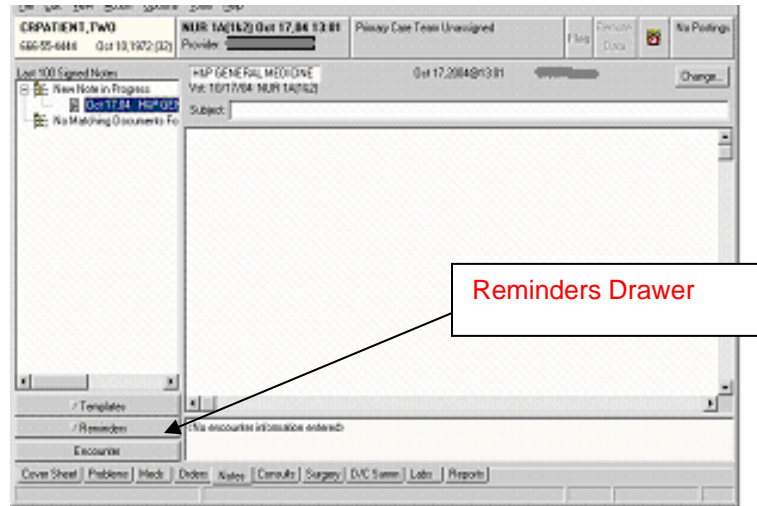 CRPATIENT,TWO
666-55-4444 Oct 10,1972 (32)
NUR 1A(1&2) Oct 17,04 13:01
Provider:
Primary Care Team Unassigned
Flag
Remote
Data
No Postings
Last 100 Signed Notes
New Note in Progress
Oct 17,04 H&P GEN
No Matching Documents Fo
H&P GENERAL MEDICINE
Oct 17,2004@13:01
Vst: 10/17/04 NUR 1A(1&2)
Change...
Subject:
Reminders Drawer
/ Templates
/ Reminders
Encounter
<No encounter information entered>
Cover Sheet Problems Meds Orders Notes Consults Surgery D/C Summ Labs Reports